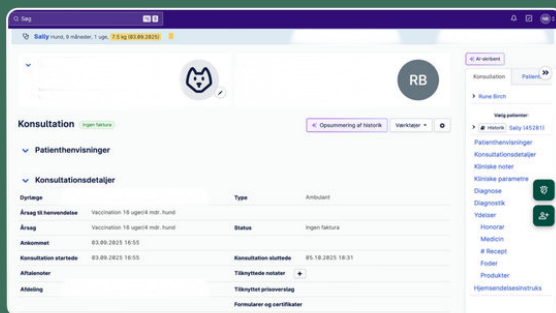 Søg
NR
Sally Hund, 9 måneder, 1 uge, 7.5 kg (03.09.2025)
RB
AI-skribent
Konsultation Patient
Rune Birch
Vælg patienter:
Historik Sally (45281)
Konsultation Ingen faktura
Opsummering af historik Værktøjer
Patienthenvisninger
Konsultationsdetaljer
Dyrlæge
Type Ambulant
Årsag til henvendelse Vaccination 16 uger/4 mdr. hund
Årsag Vaccination 16 uger/4 mdr. hund
Status Ingen faktura
Ankommet 03.09.2025 16:55
Konsultation startede 03.09.2025 16:55
Konsultation sluttede 05.10.2025 10:31
Aftalenoter
Tilknyttede notater +
Afdeling
Tilknyttet prisoverslag
Formularer og certifikater
Patienthenvisninger
Konsultationsdetaljer
Kliniske noter
Kliniske parametre
Diagnose
Diagnostik
Ydelser
Honorar
Medicin
# Recept
Foder
Produkter
Hjemsendelsesinstruks